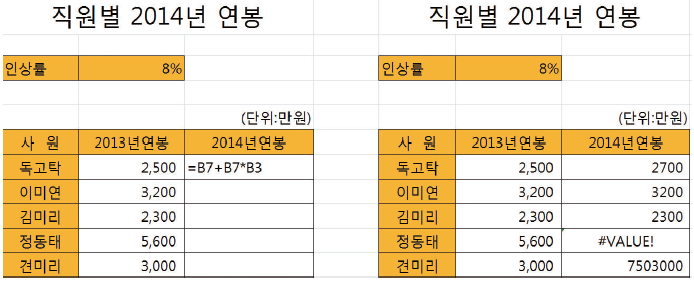 직원별 2014년 연봉
인상률 8%
(단위:만원)
사 원 2013년연봉 2014년연봉
독고탁 2,500 =B7+B7*B3
이미연 3,200
김미리 2,300
정동태 5,600
견미리 3,000
직원별 2014년 연봉
인상률 8%
(단위:만원)
사 원 2013년연봉 2014년연봉
독고탁 2,500 2700
이미연 3,200 3200
김미리 2,300 2300
정동태 5,600 #VALUE!
견미리 3,000 7503000